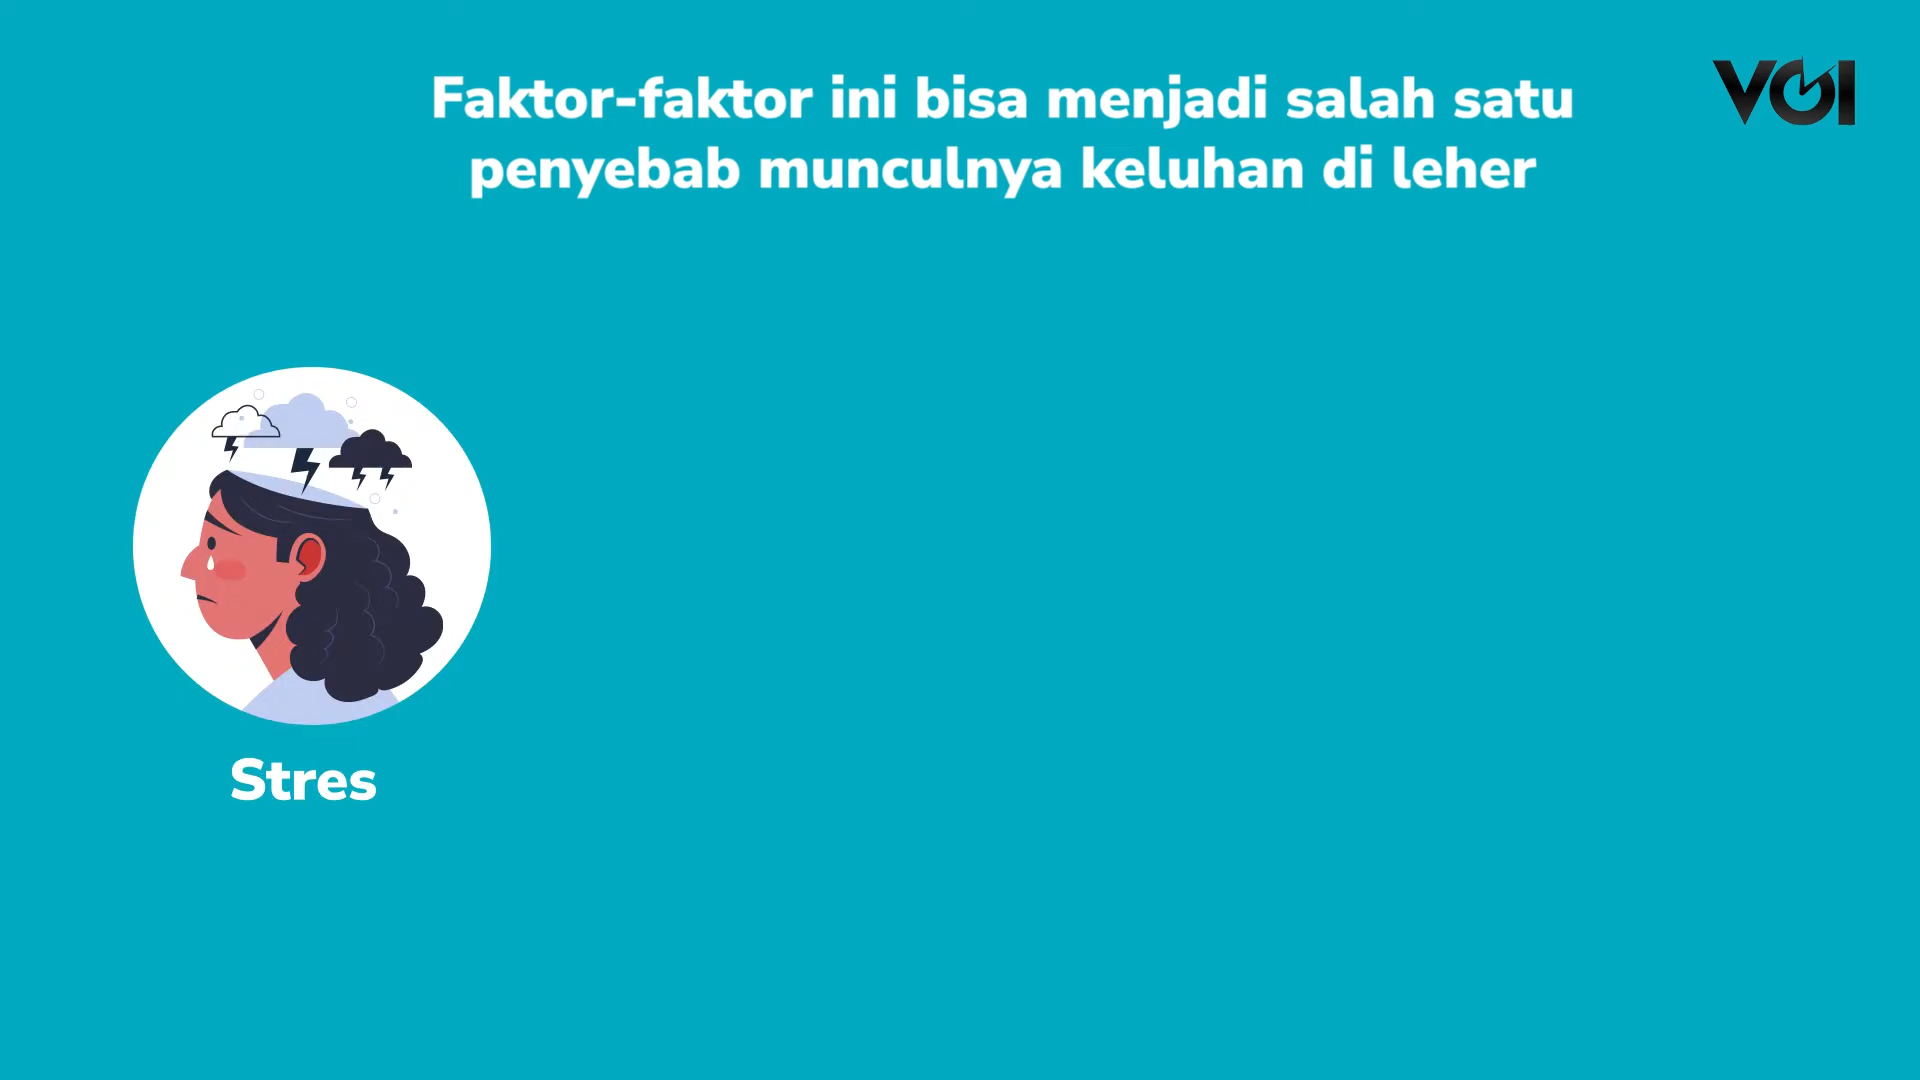 Faktor-faktor ini bisa menjadi salah satu
penyebab munculnya keluhan di leher
VOI
Stres